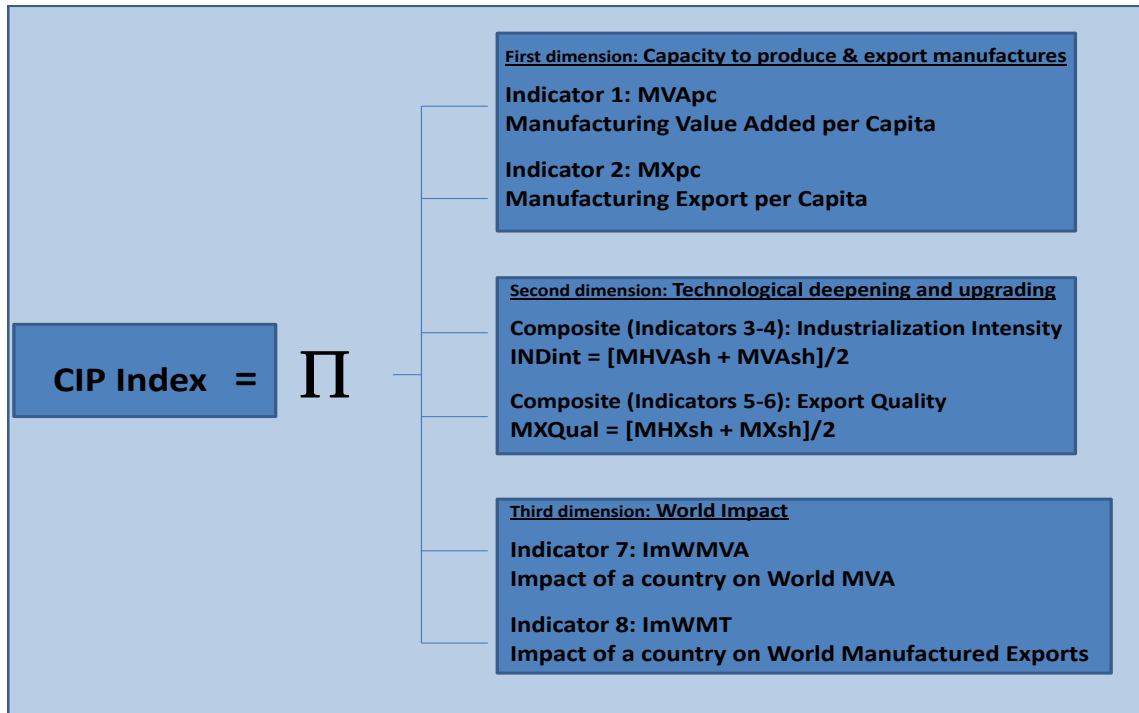 First dimension: Capacity to produce & export manufactures
Indicator 1: MVApc
Manufacturing Value Added per Capita
Indicator 2: MXpc
Manufacturing Export per Capita
CIP Index = ∏
Second dimension: Technological deepening and upgrading
Composite (Indicators 3-4): Industrialization Intensity
INDint = [MHVAsh + MVAsh]/2
Composite (Indicators 5-6): Export Quality
MXQual = [MHXsh + MXsh]/2
Third dimension: World Impact
Indicator 7: ImWMVA
Impact of a country on World MVA
Indicator 8: ImWMT
Impact of a country on World Manufactured Exports